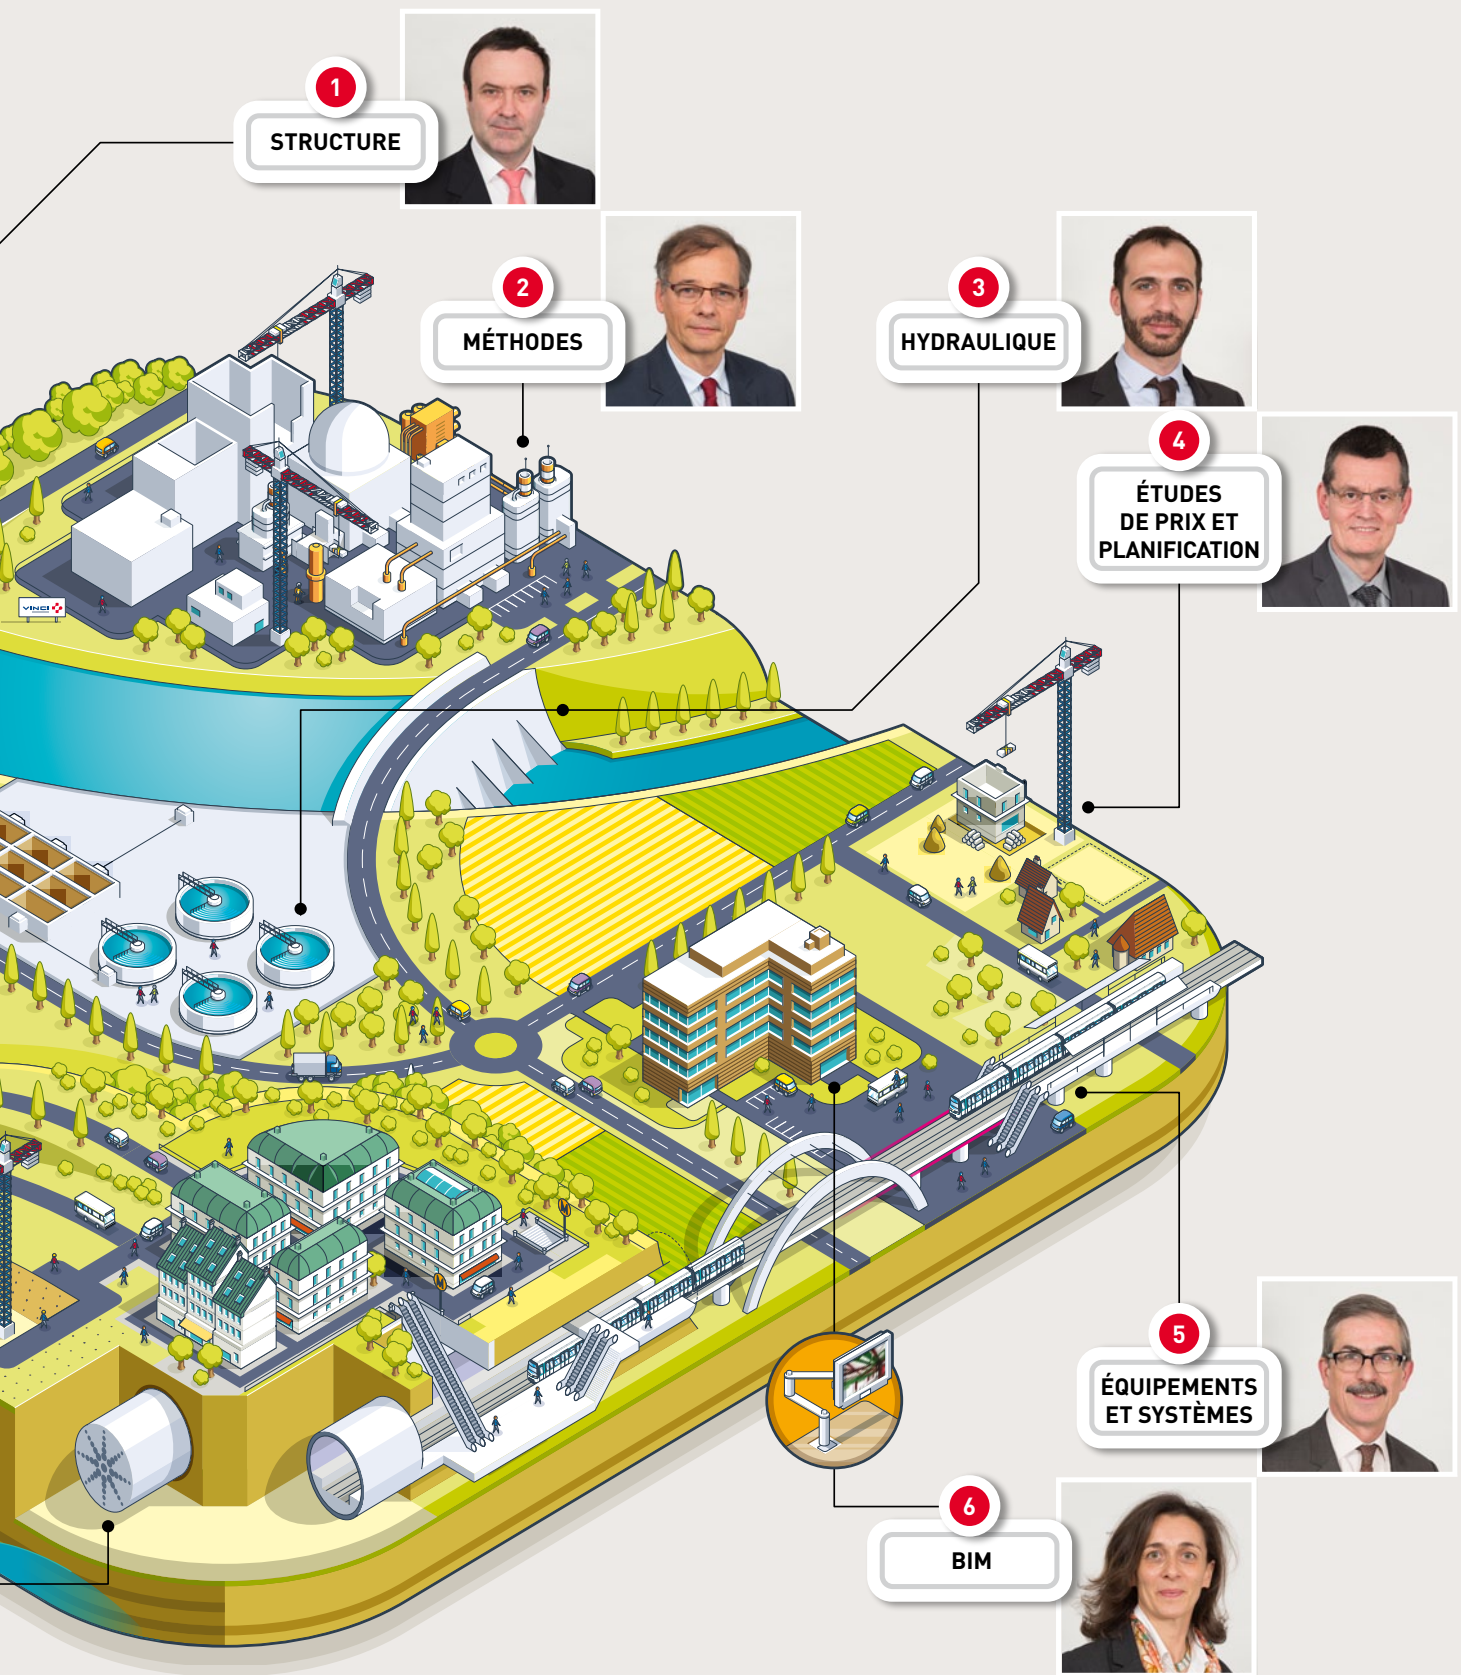 1
STRUCTURE
2
MÉTHODES
3
HYDRAULIQUE
4
ÉTUDES
DE PRIX ET
PLANIFICATION
VINCI
M
M
5
ÉQUIPEMENTS
ET SYSTÈMES
6
BIM